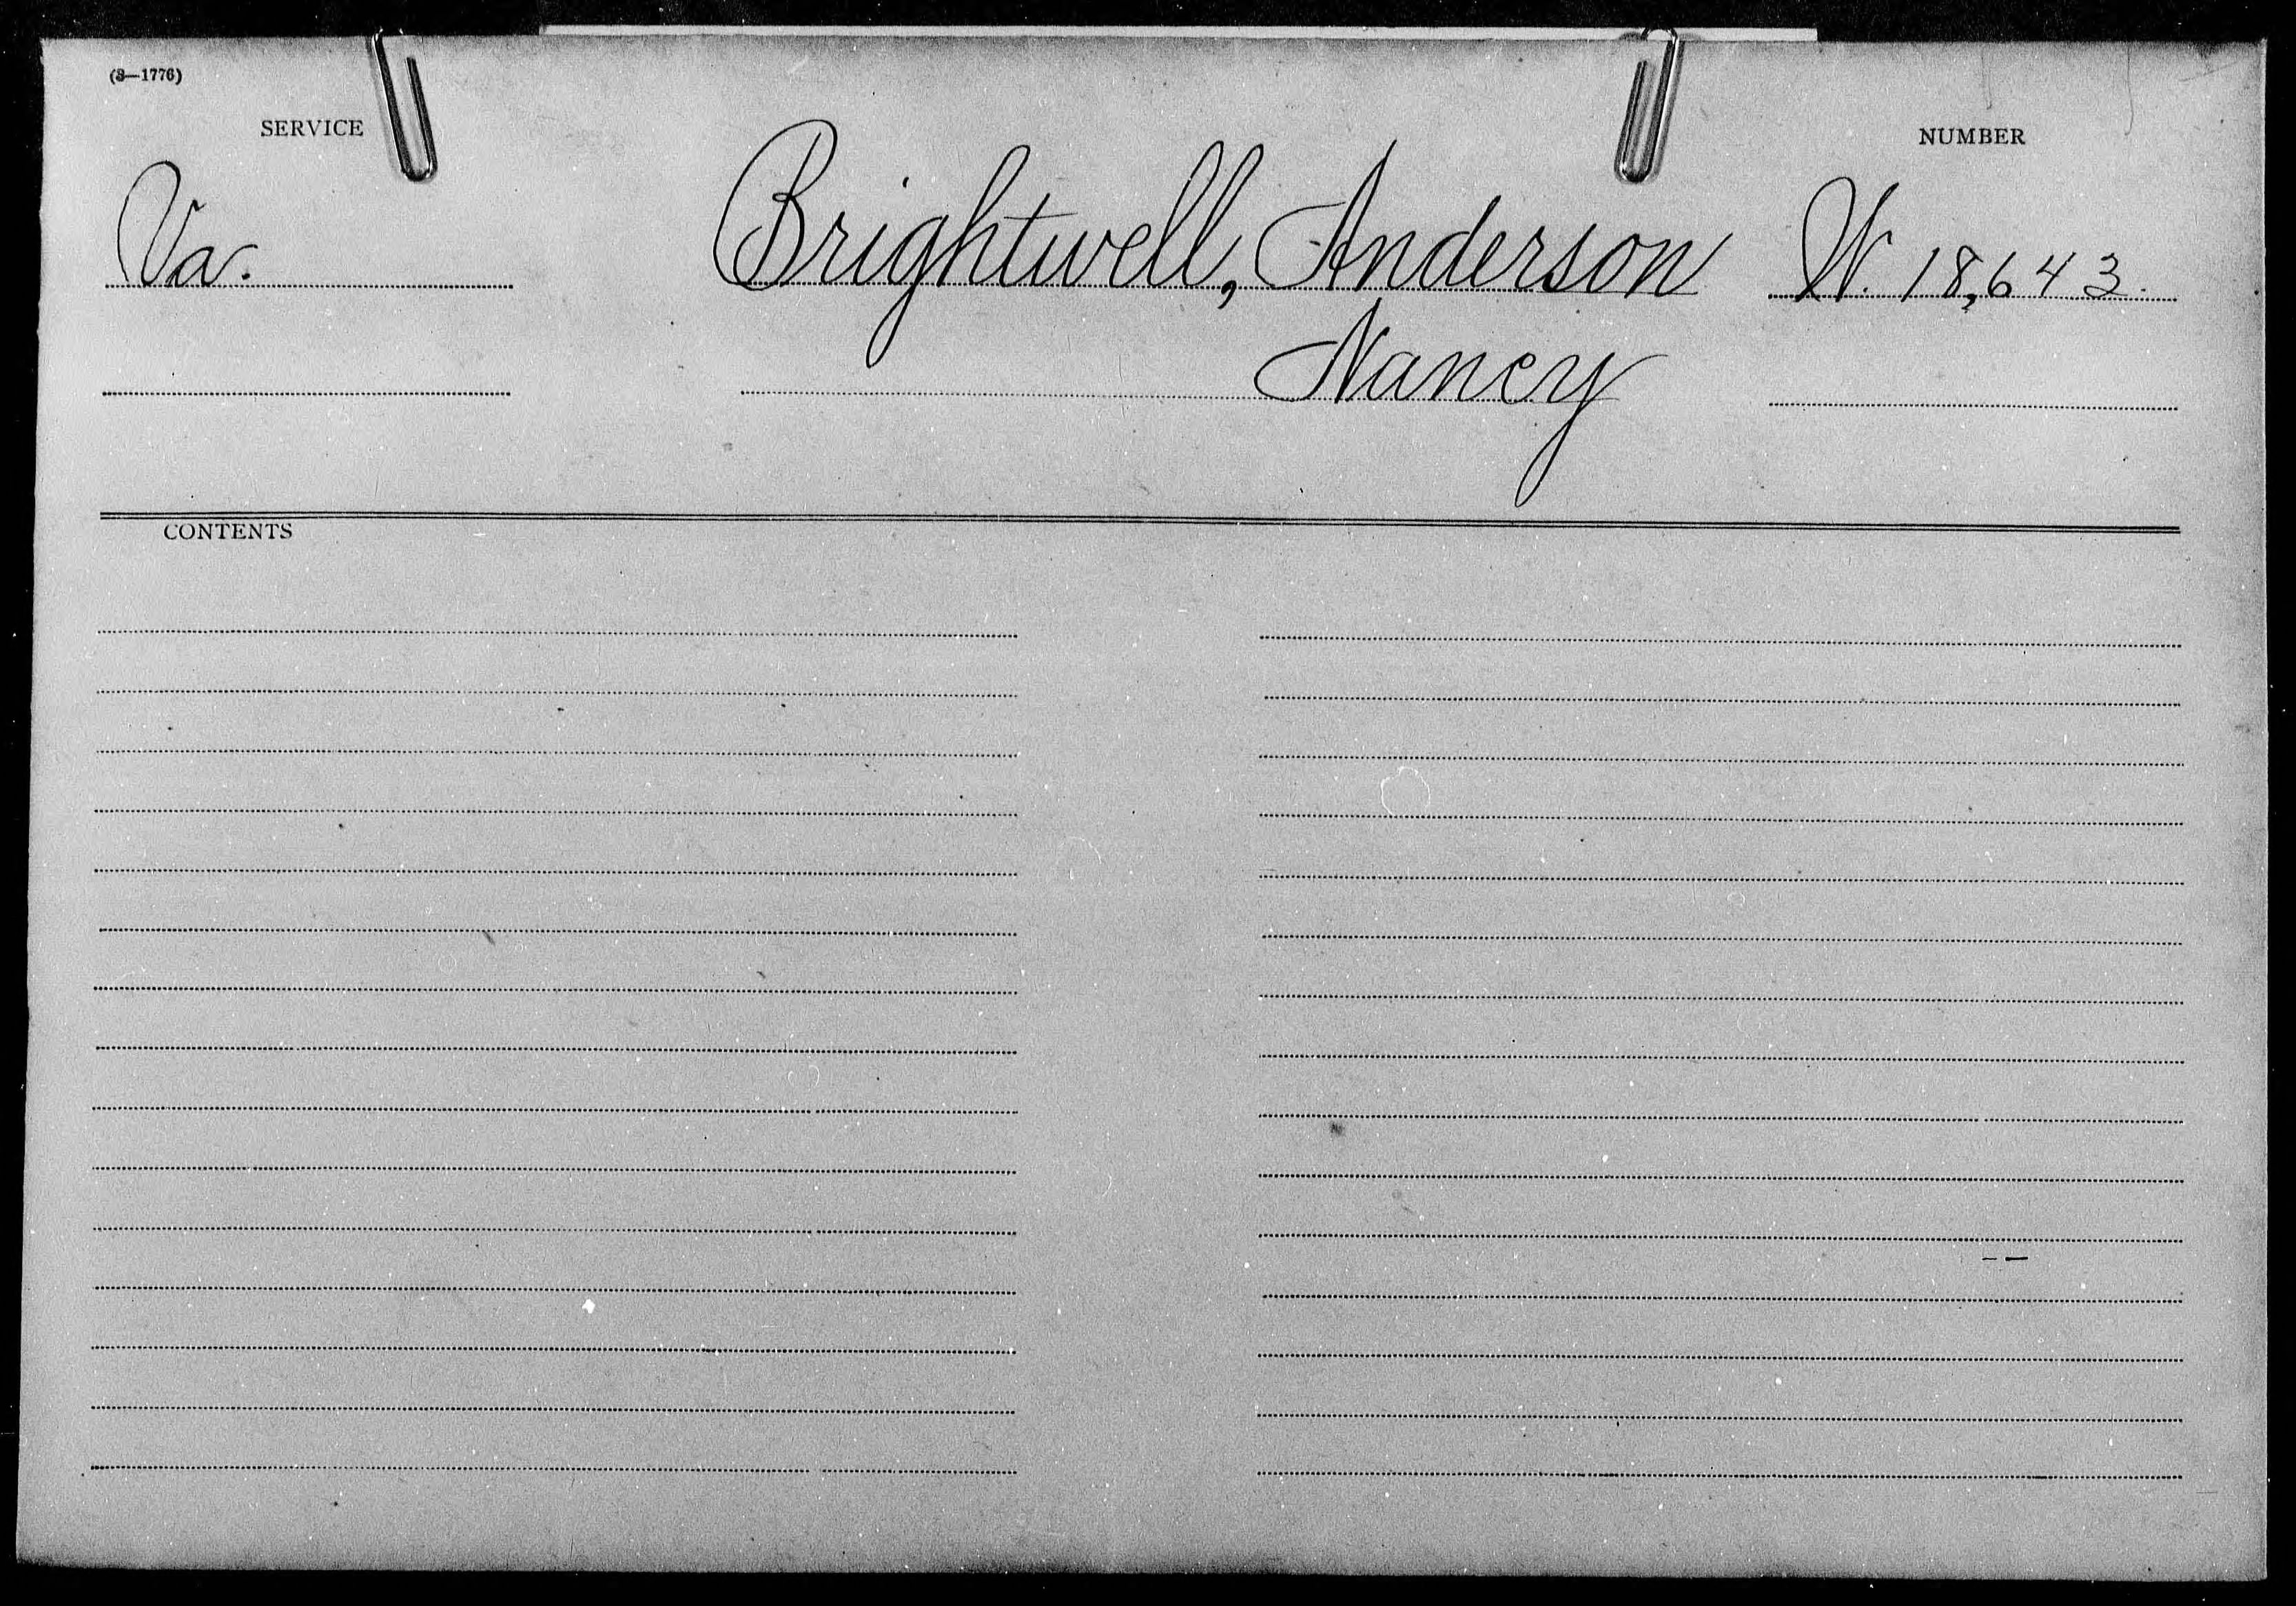 (3—1776)
SERVICE
NUMBER
Va.
Brightwell, Anderson
W. 18,643.
Nancy
CONTENTS